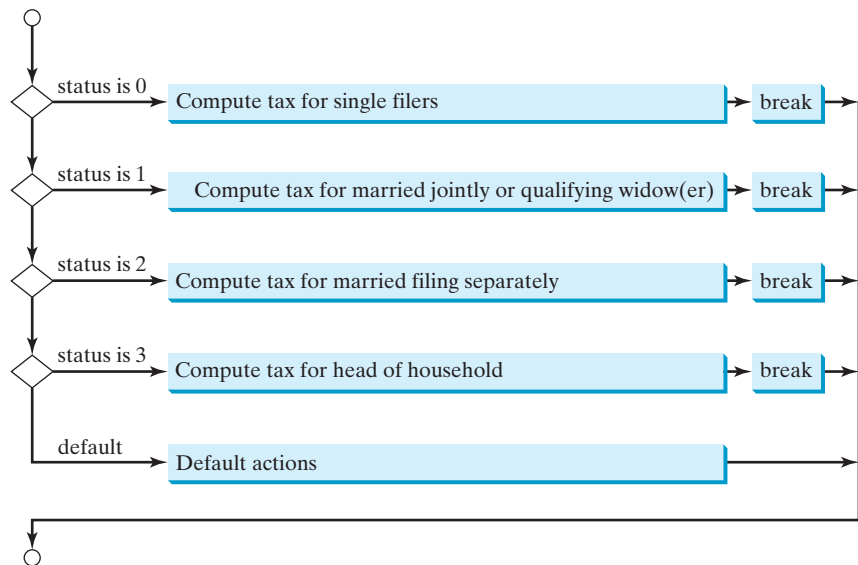 status is 0
Compute tax for single filers
break
status is 1
Compute tax for married jointly or qualifying widow(er)
break
status is 2
Compute tax for married filing separately
break
status is 3
Compute tax for head of household
break
default
Default actions